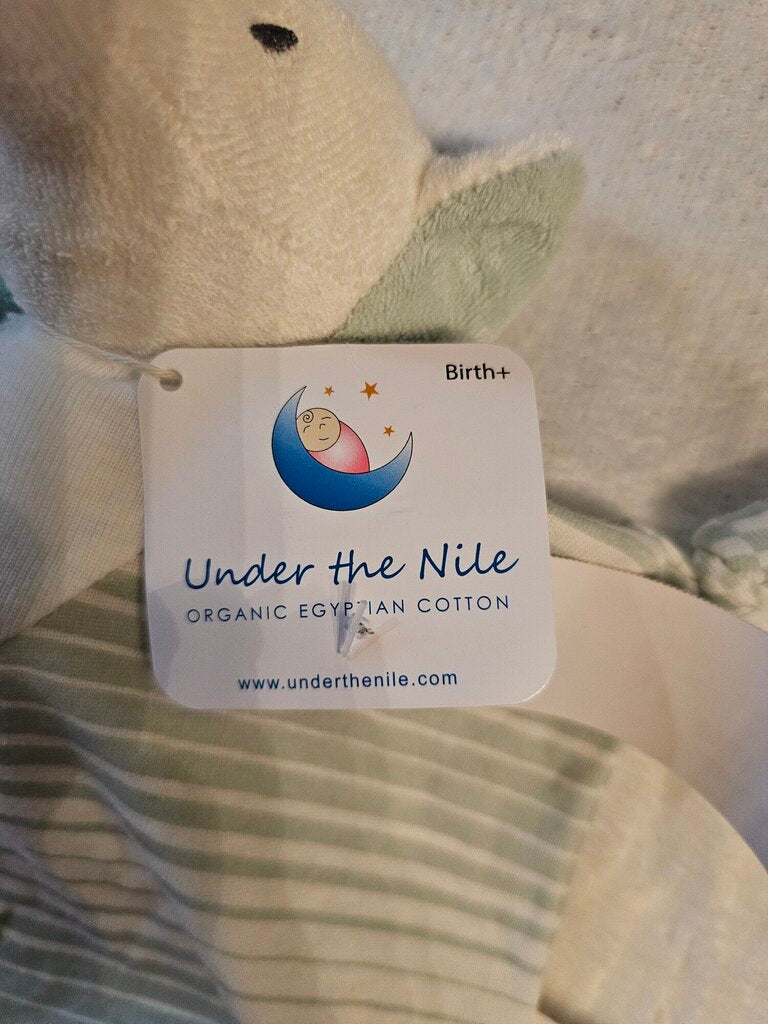 Birth+
Under the Nile
ORGANIC EGYPTIAN COTTON
www.underthenile.com